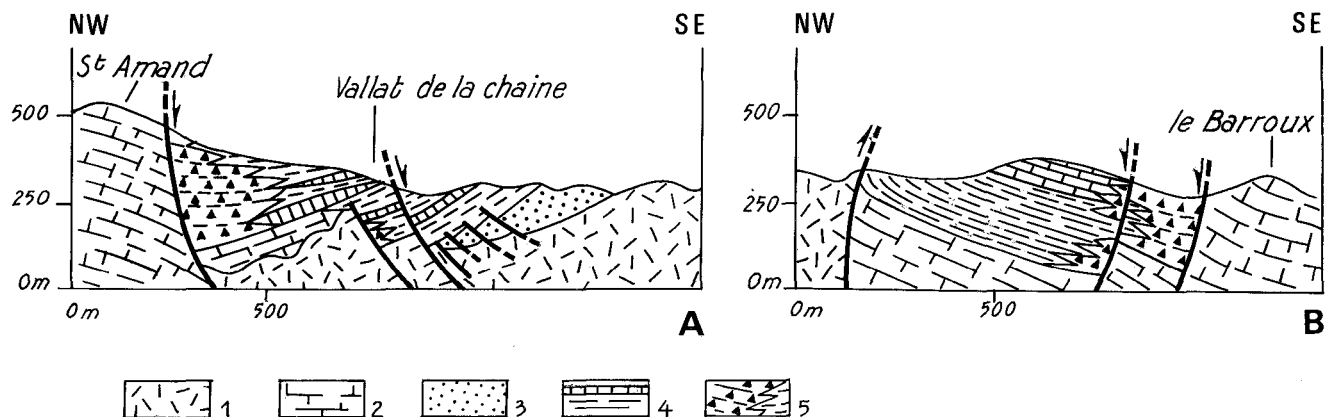 NW SE
St Amand
Vallat de la chaine
500
250
0m
0m 500
A
NW SE
le Barroux
500
250
0m
0m 500
B
1 2 3 4 5